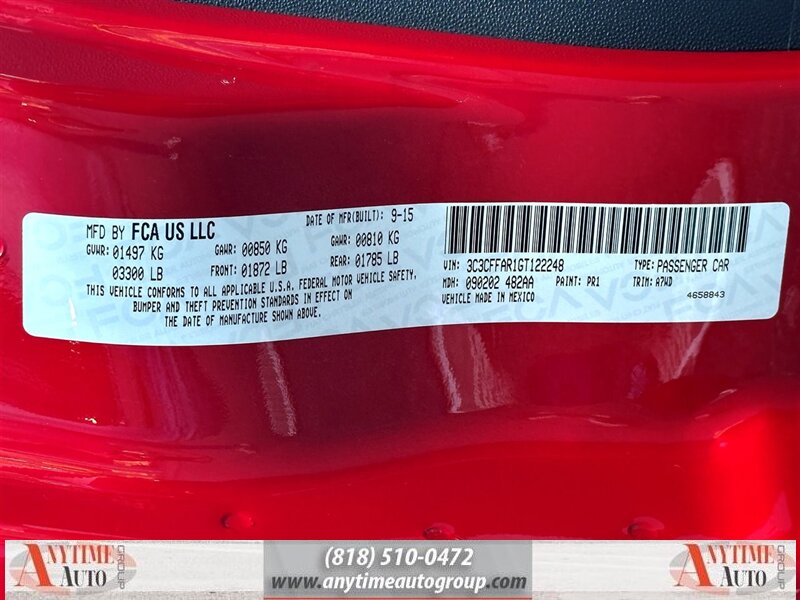 MFD BY FCA US LLC
DATE OF MFR(BUILT): 9-15
GVWR: 01497 KG GAWR: 00850 KG GAWR: 00810 KG
03300 LB FRONT: 01872 LB REAR: 01785 LB
THIS VEHICLE CONFORMS TO ALL APPLICABLE U.S.A. FEDERAL MOTOR VEHICLE SAFETY,
BUMPER AND THEFT PREVENTION STANDARDS IN EFFECT ON
THE DATE OF MANUFACTURE SHOWN ABOVE.
VIN: 3C3CFFAR1GT122248 TYPE: PASSENGER CAR
MDH: 090202 482AA PAINT: PR1 TRIM: A7WD
VEHICLE MADE IN MEXICO 4658843
ANYTIME AUTO GROUP
(818) 510-0472
www.anytimeautogroup.com
ANYTIME AUTO GROUP